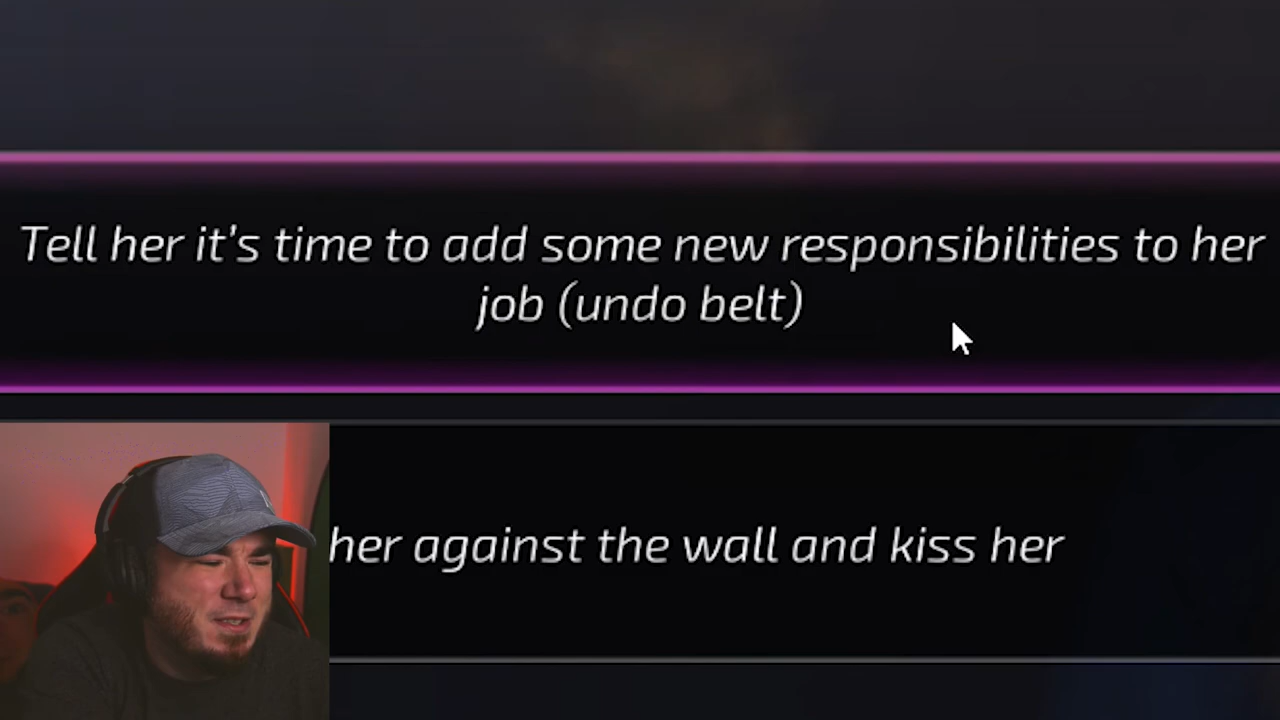 Tell her it’s time to add some new responsibilities to her
job (undo belt)
her against the wall and kiss her